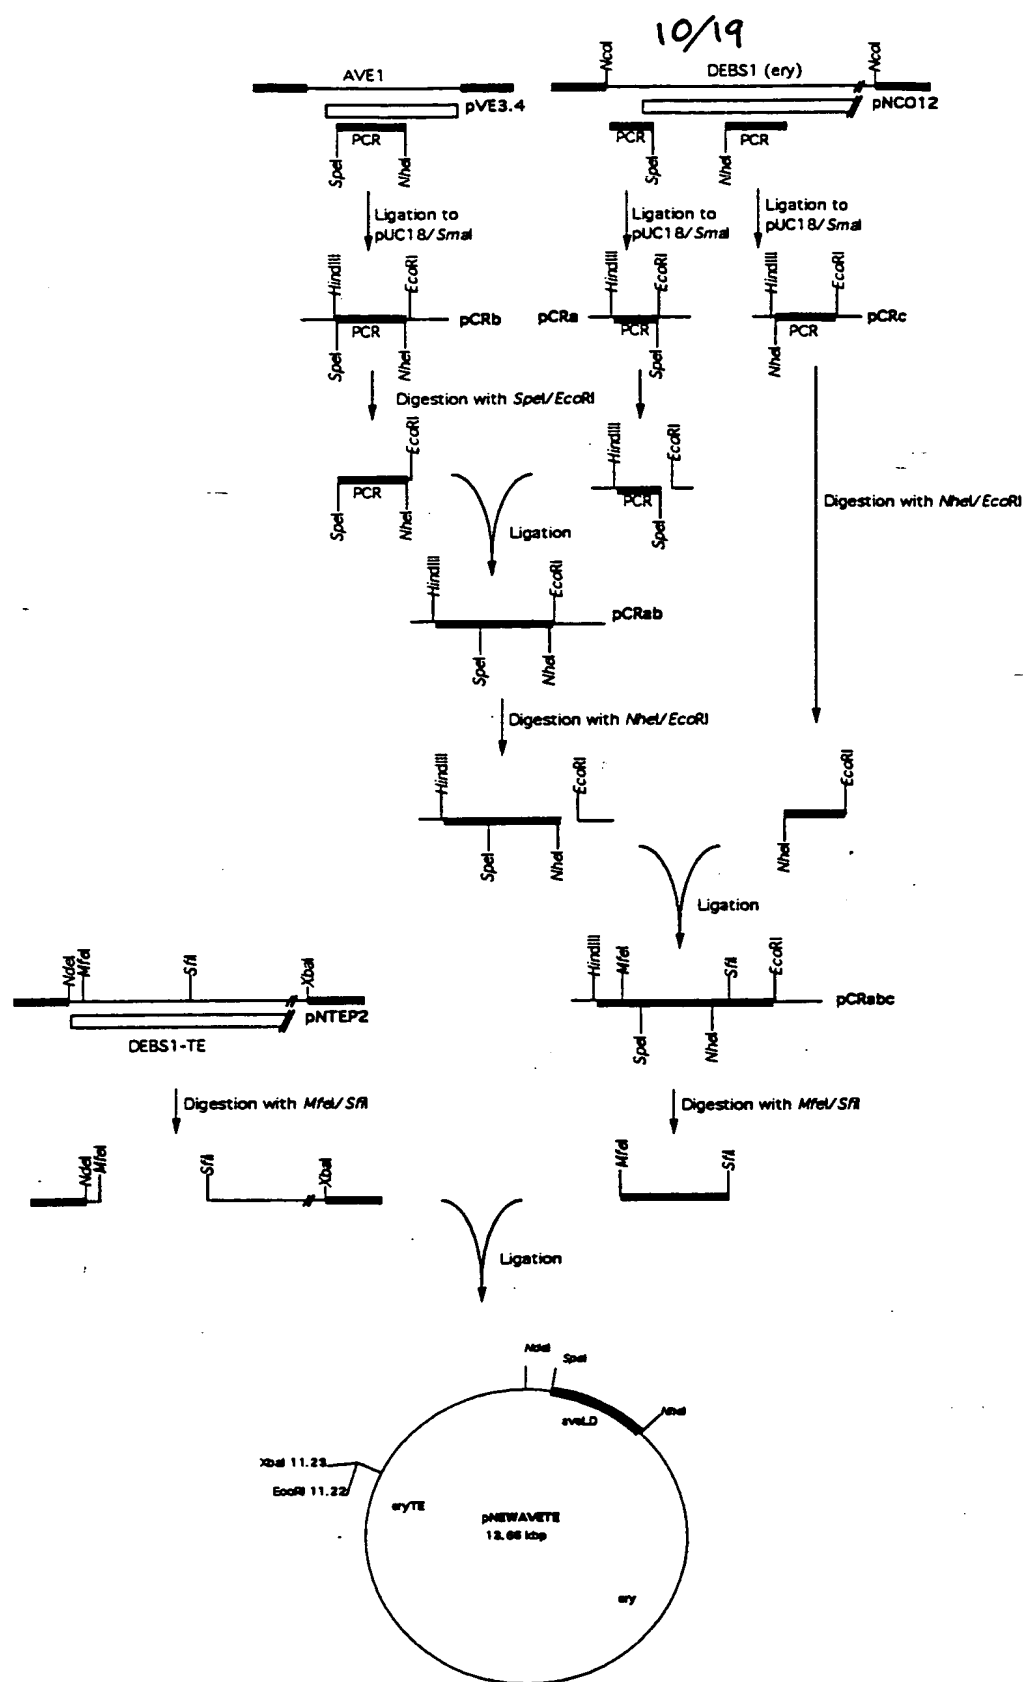 10/19
AVE1
pVE3.4
PCR
SpeI
NheI
NcoI
DEBS1 (ery)
NcoI
pNCO12
PCR
SpeI
PCR
NheI
Ligation to
pUC18/SmaI
Ligation to
pUC18/SmaI
Ligation to
pUC18/SmaI
HindIII
EcoRI
pCRb
PCR
SpeI
NheI
HindIII
EcoRI
pCRa
PCR
SpeI
HindIII
EcoRI
pCRc
PCR
NheI
Digestion with SpeI/EcoRI
EcoRI
PCR
SpeI
NheI
HindIII
EcoRI
PCR
SpeI
Digestion with NheI/EcoRI
Ligation
HindIII
EcoRI
pCRab
SpeI
NheI
Digestion with NheI/EcoRI
HindIII
EcoRI
SpeI
NheI
EcoRI
NheI
Ligation
NdeI
MfeI
SfiI
XbaI
pNTEP2
DEBS1-TE
HindIII
MfeI
SfiI
EcoRI
pCRabc
SpeI
NheI
Digestion with MfeI/SfiI
Digestion with MfeI/SfiI
NdeI
MfeI
SfiI
XbaI
MfeI
SfiI
Ligation
NdeI
SpeI
aveLD
NheI
XbaI 11.23
EcoRI 11.22
eryTE
pNEWAVETE
13.66 kbp
ery